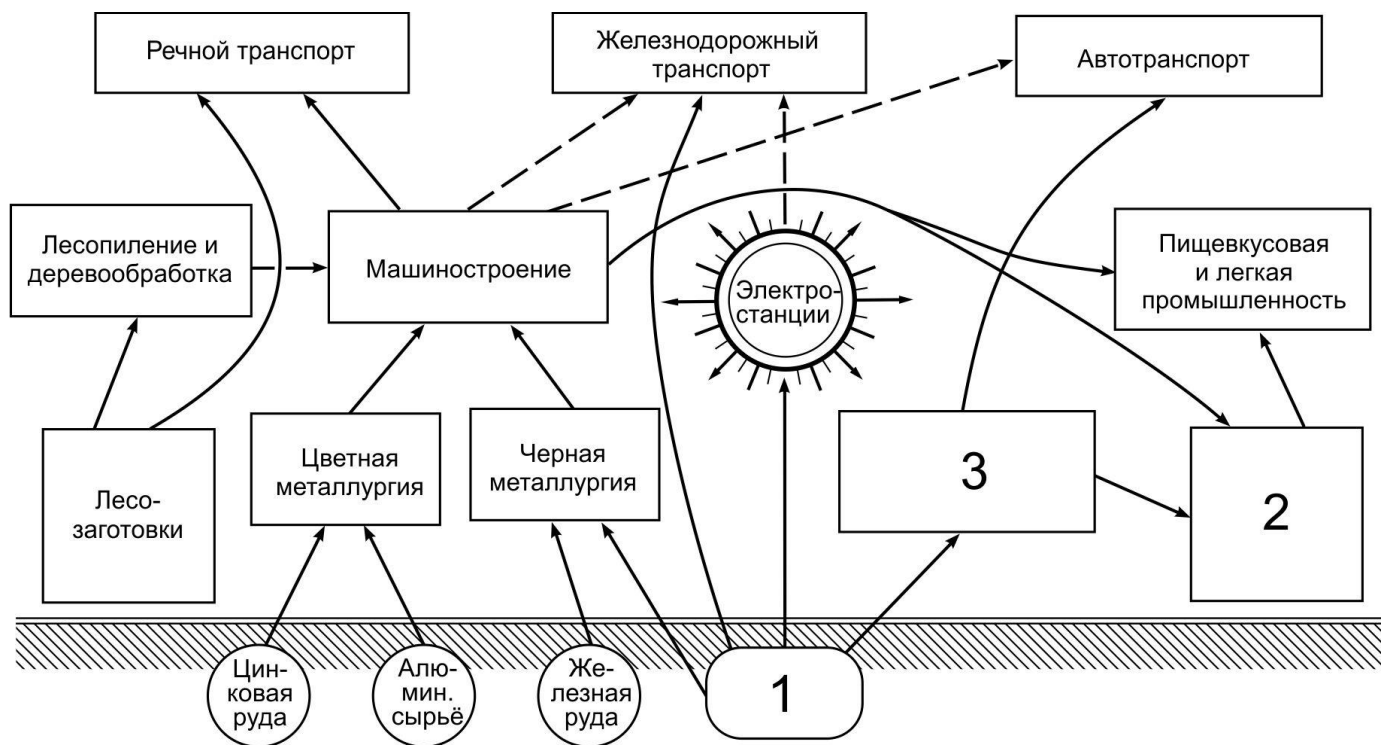 Речной транспорт
Железнодорожный
транспорт
Автотранспорт
Лесопиление и
деревообработка
Машиностроение
Электро-
станции
Пищевкусовая
и легкая
промышленность
Лесо-
заготовки
Цветная
металлургия
Черная
металлургия
3
2
Цин-
ковая
руда
Алю-
мин.
сырьё
Же-
лезная
руда
1